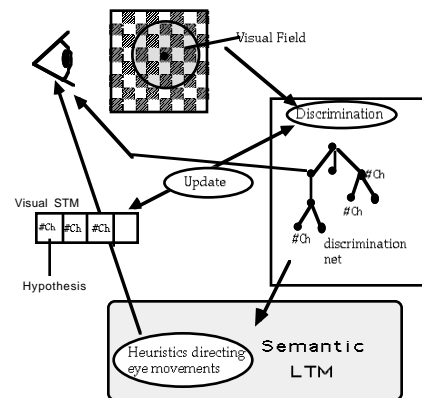 Visual Field
Discrimination
#Ch
Update
#Ch
Visual STM
#Ch #Ch #Ch
#Ch
discrimination
net
Hypothesis
Heuristics directing
eye movements
Semantic
LTM